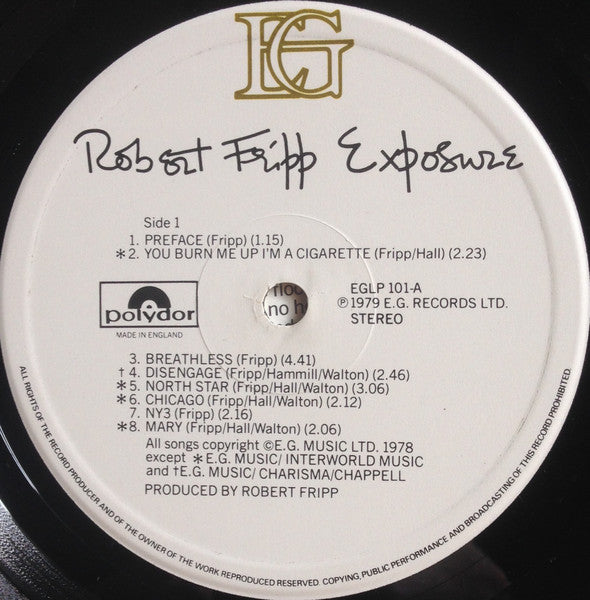 EG
Robert Fripp Exposure
Side 1
1. PREFACE (Fripp) (1.15)
*2. YOU BURN ME UP I'M A CIGARETTE (Fripp/Hall) (2.23)
polydor
MADE IN ENGLAND
EGLP 101-A
℗1979 E.G. RECORDS LTD.
STEREO
no h
3. BREATHLESS (Fripp) (4.41)
†4. DISENGAGE (Fripp/Hammill/Walton) (2.46)
*5. NORTH STAR (Fripp/Hall/Walton) (3.06)
*6. CHICAGO (Fripp/Hall/Walton) (2.12)
7. NY3 (Fripp) (2.16)
*8. MARY (Fripp/Hall/Walton) (2.06)
All songs copyright ©E.G. MUSIC LTD. 1978
except *E.G. MUSIC/ INTERWORLD MUSIC
and †E.G. MUSIC/ CHARISMA/CHAPPELL
PRODUCED BY ROBERT FRIPP
ALL RIGHTS OF THE RECORD PRODUCER AND OF THE OWNER OF THE WORK REPRODUCED RESERVED. COPYING, PUBLIC PERFORMANCE AND BROADCASTING OF THIS RECORD PROHIBITED.